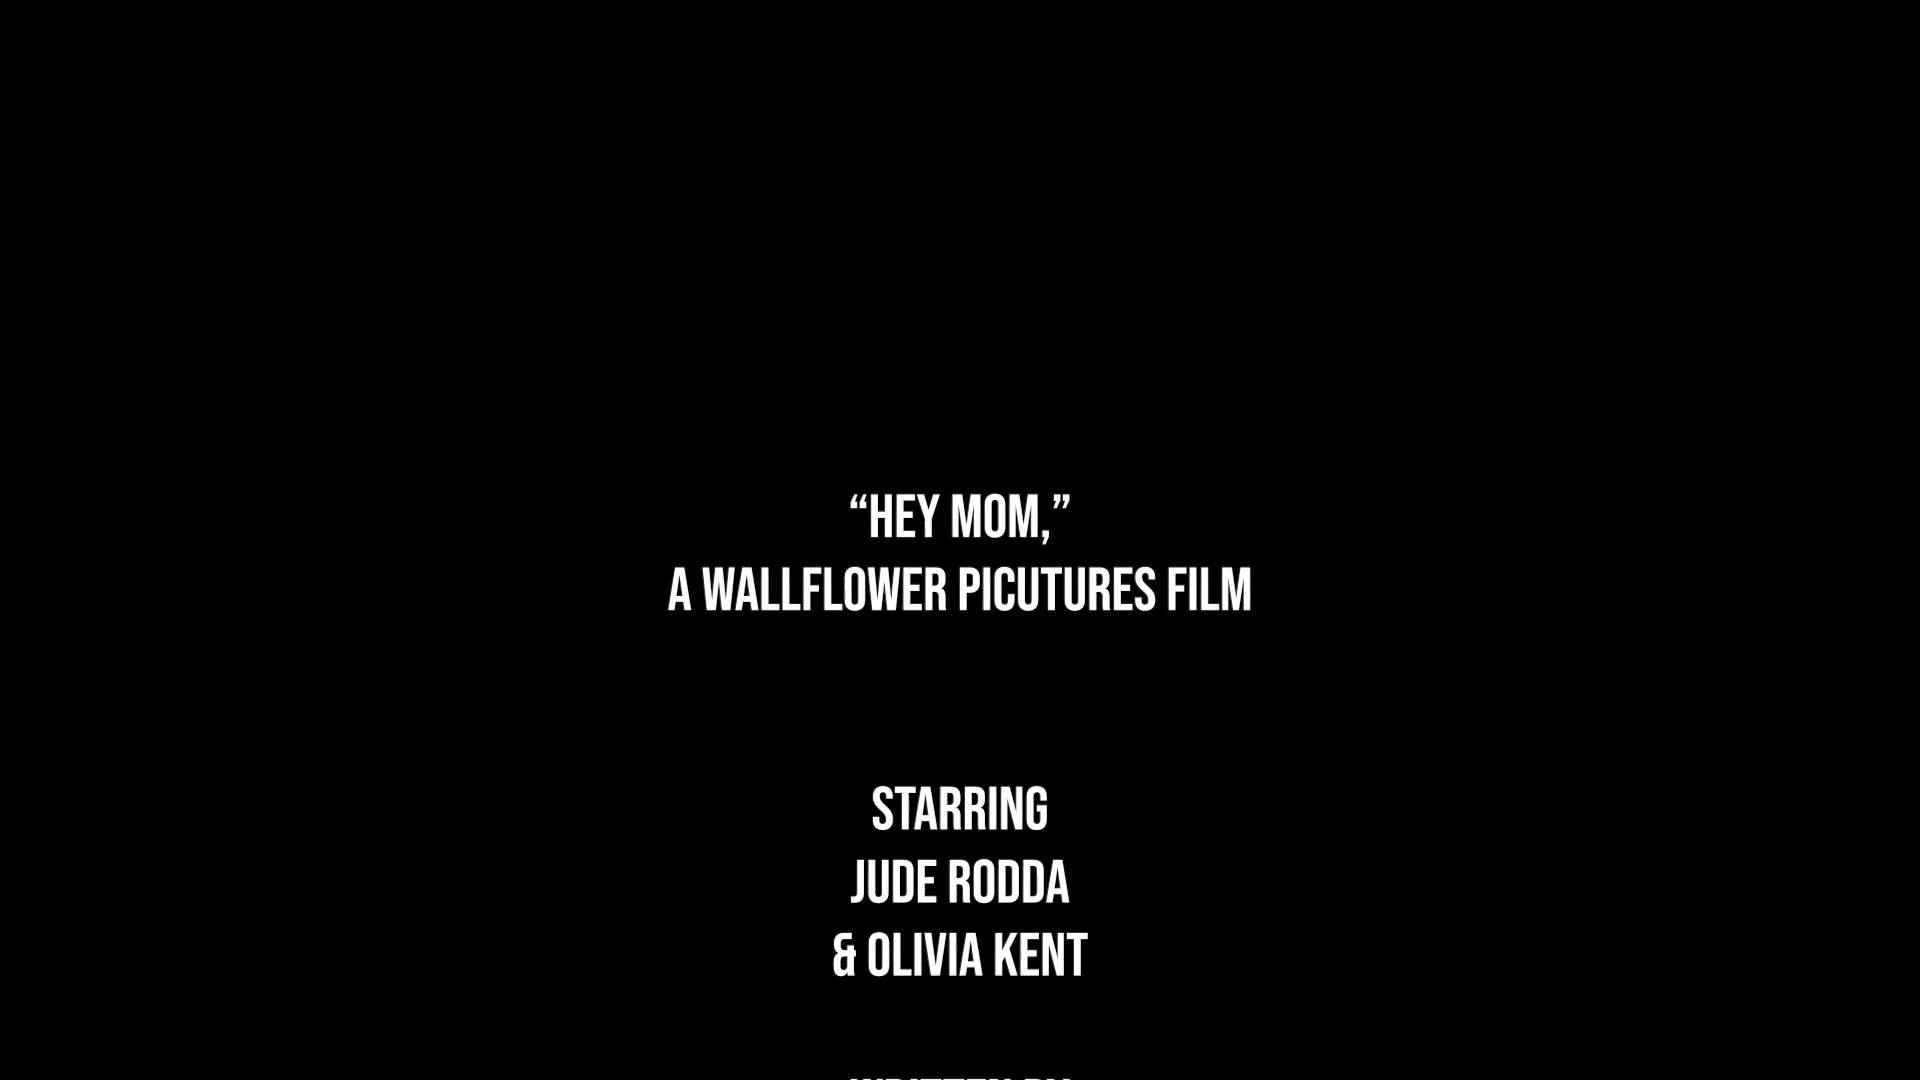 “HEY MOM,”
A WALLFLOWER PICUTURES FILM
STARRING
JUDE RODDA
& OLIVIA KENT